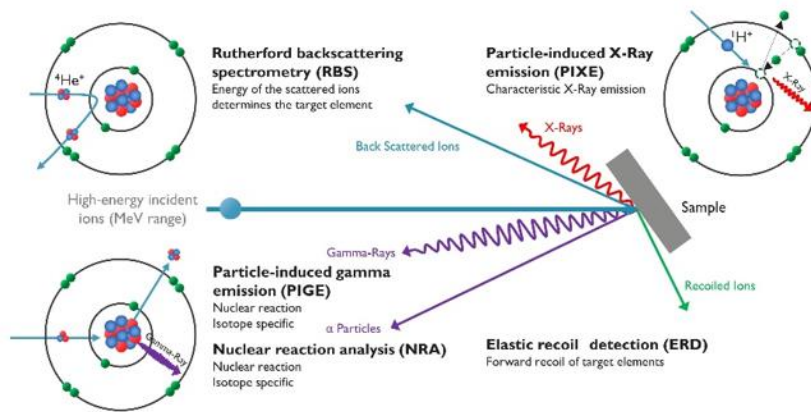 Rutherford backscattering
spectrometry (RBS)
Energy of the scattered ions
determines the target element
⁴He⁺
Particle-induced X-Ray
emission (PIXE)
Characteristic X-Ray emission
¹H⁺
X-Ray
X-Rays
Back Scattered Ions
High-energy incident
ions (MeV range)
Sample
Gamma-Rays
Particle-induced gamma
emission (PIGE)
Nuclear reaction
Isotope specific
Gamma-Ray
α Particles
Nuclear reaction analysis (NRA)
Nuclear reaction
Isotope specific
Recoiled Ions
Elastic recoil detection (ERD)
Forward recoil of target elements